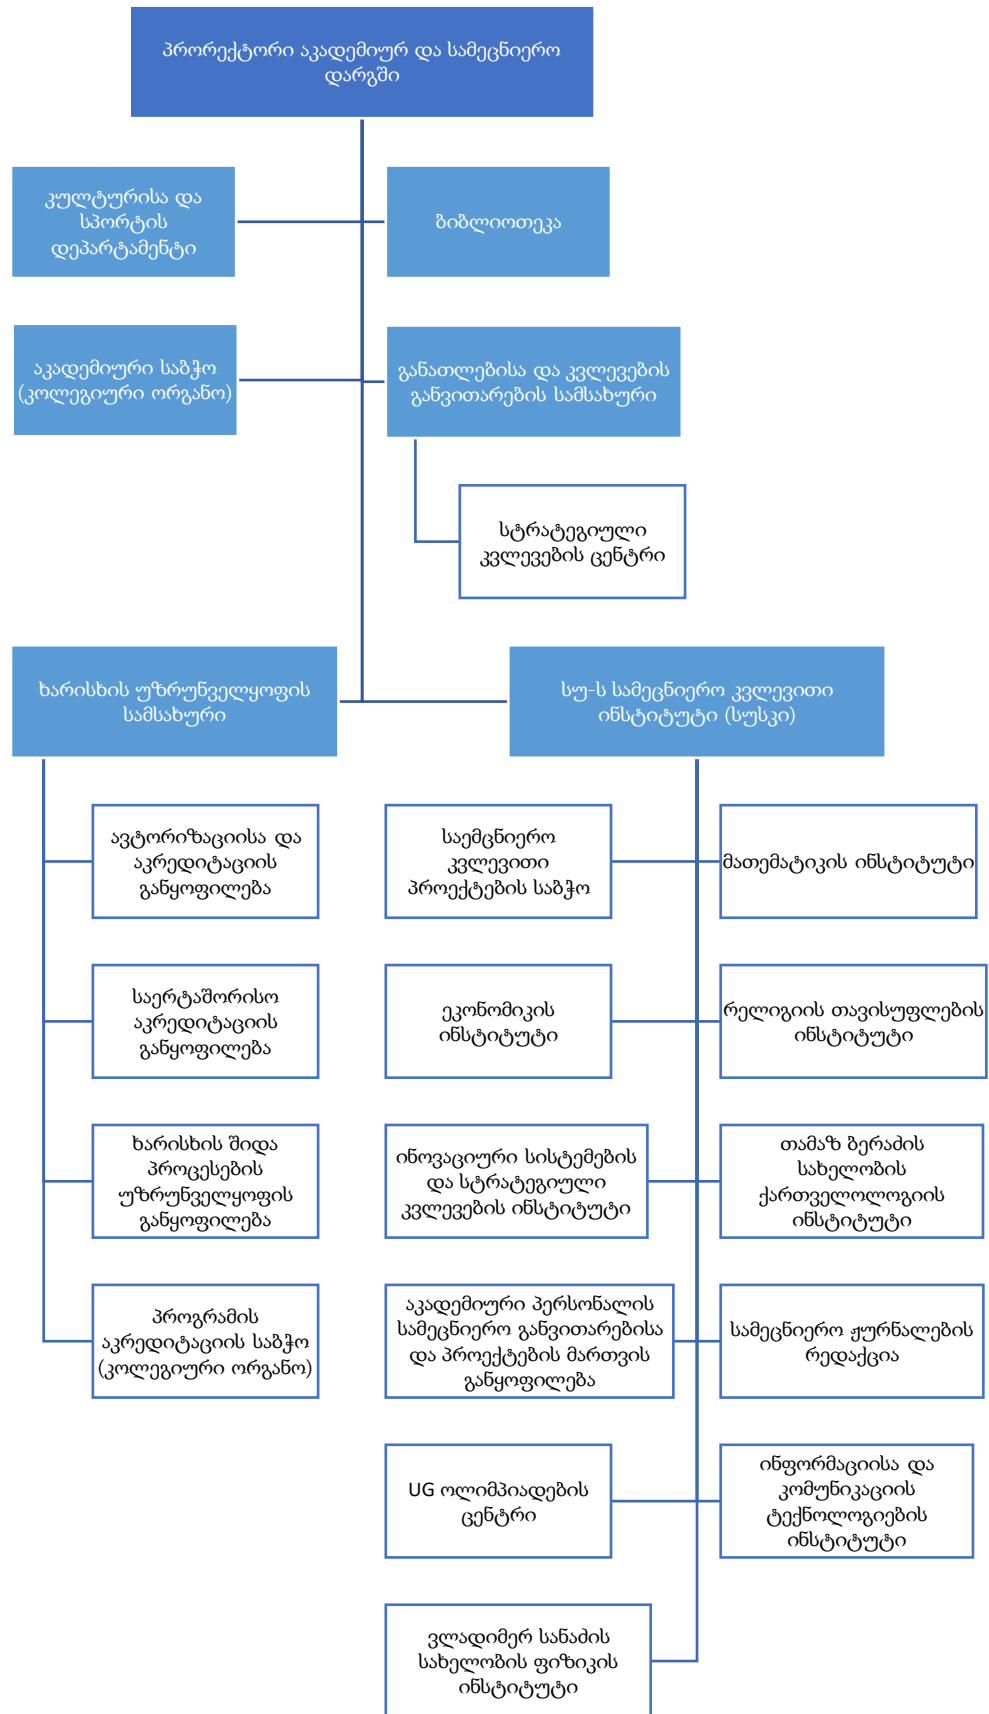 პრორექტორი აკადემიურ და სამეცნიერო
დარგში
კულტურისა და
სპორტის
დეპარტამენტი
ბიბლიოთეკა
აკადემიური საბჭო
(კოლეგიური ორგანო)
განათლებისა და კვლევების
განვითარების სამსახური
სტრატეგიული
კვლევების ცენტრი
ხარისხის უზრუნველყოფის
სამსახური
სუ-ს სამეცნიერო კვლევითი
ინსტიტუტი (სუსკი)
ავტორიზაციისა და
აკრედიტაციის
განყოფილება
საემცნიერო
კვლევითი
პროექტების საბჭო
მათემატიკის ინსტიტუტი
საერტაშორისო
აკრედიტაციის
განყოფილება
ეკონომიკის
ინსტიტუტი
რელიგიის თავისუფლების
ინსტიტუტი
ხარისხის შიდა
პროცესების
უზრუნველყოფის
განყოფილება
ინოვაციური სისტემების
და სტრატეგიული
კვლევების ინსტიტუტი
თამაზ ბერაძის
სახელობის
ქართველოლოგიის
ინსტიტუტი
პროგრამის
აკრედიტაციის საბჭო
(კოლეგიური ორგანო)
აკადემიური პერსონალის
სამეცნიერო განვითარებისა
და პროექტების მართვის
განყოფილება
სამეცნიერო ჟურნალების
რედაქცია
UG ოლიმპიადების
ცენტრი
ინფორმაციისა და
კომუნიკაციის
ტექნოლოგიების
ინსტიტუტი
ვლადიმერ სანაძის
სახელობის ფიზიკის
ინსტიტუტი